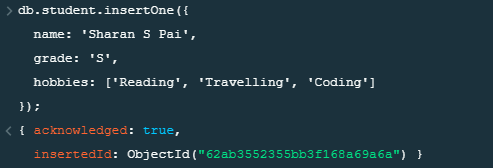 > db.student.insertOne({
name: 'Sharan S Pai',
grade: 'S',
hobbies: ['Reading', 'Travelling', 'Coding']
});
< { acknowledged: true,
insertedId: ObjectId("62ab3552355bb3f168a69a6a") }